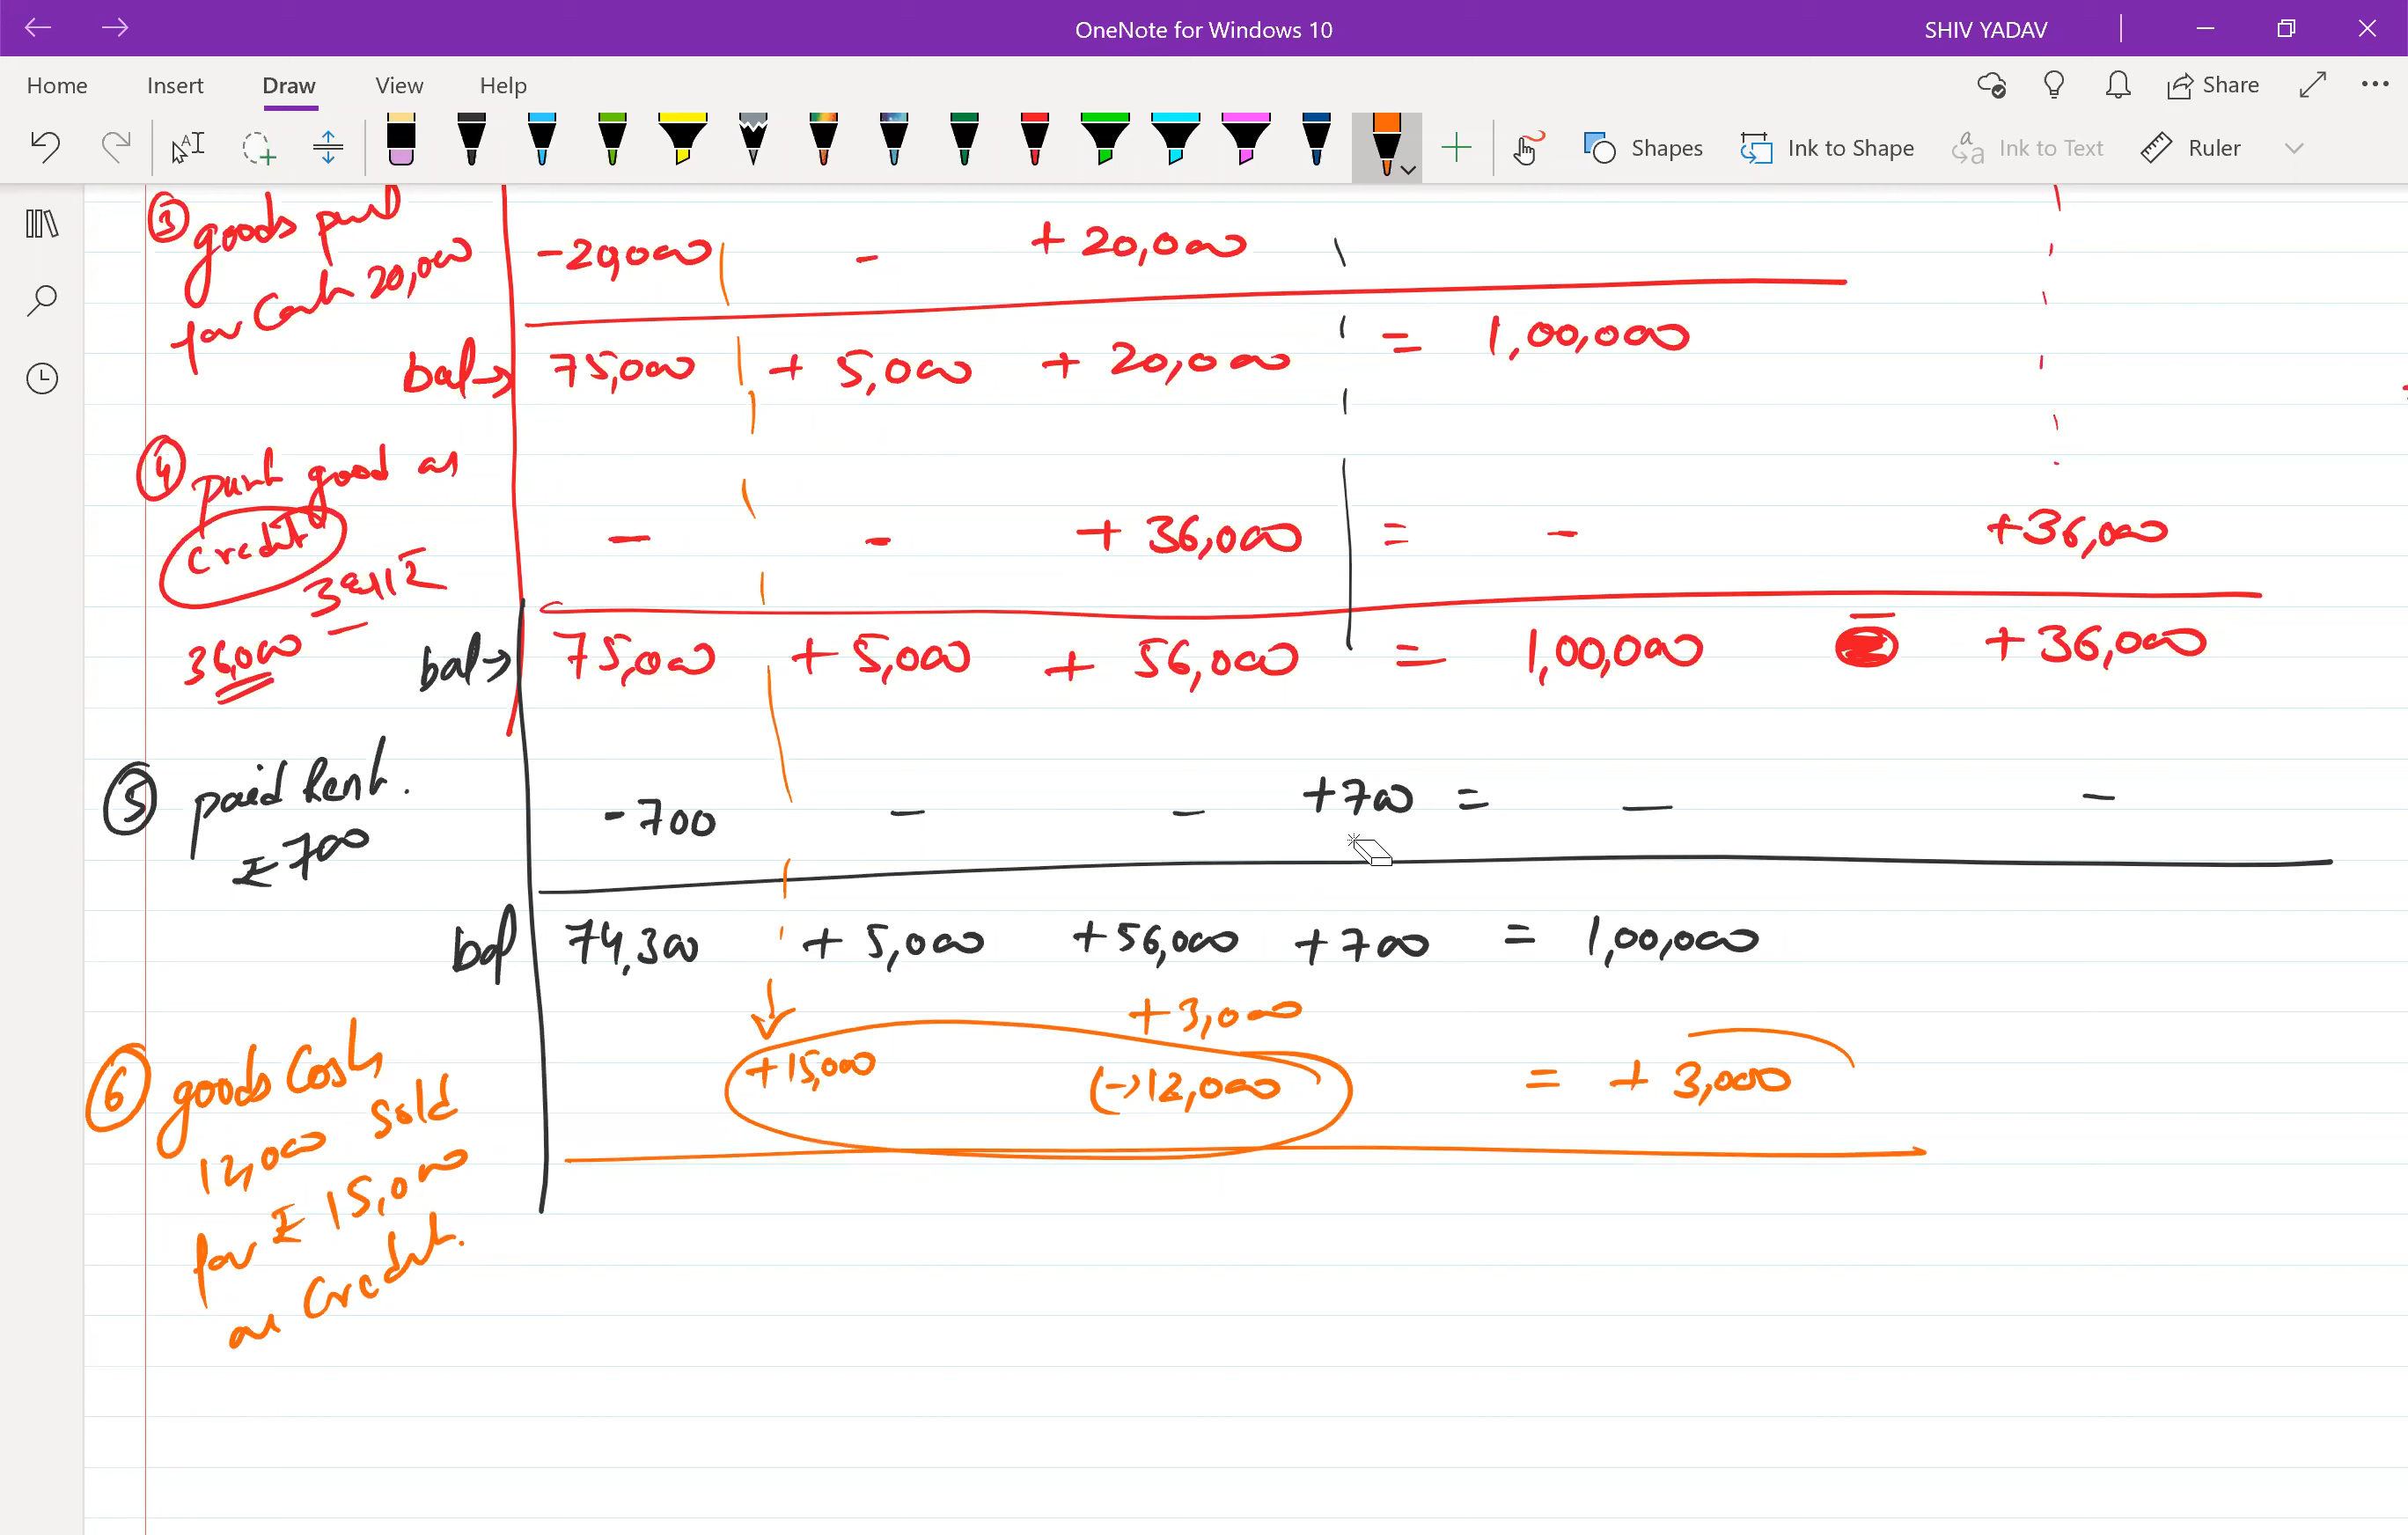 OneNote for Windows 10
SHIV YADAV
Home Insert Draw View Help
Share
Shapes Ink to Shape Ink to Text Ruler
③ goods
for Cash 20,000
-20,000 - + 20,000
bal→ 75,000 + 5,000 + 20,000 = 1,00,000
④ good as
Credit
36,000
- - + 36,000 = - +36,000
bal→ 75,000 + 5,000 + 56,000 = 1,00,000 + 36,000
⑤ paid Rent.
₹700
-700 - - +700 = - -
bal 74,300 + 5,000 +56,000 +700 = 1,00,000
+3,000
⑥ goods Cost
12,000 sold
for ₹ 15,000
on Credit.
+15,000 (-)12,000 = + 3,000